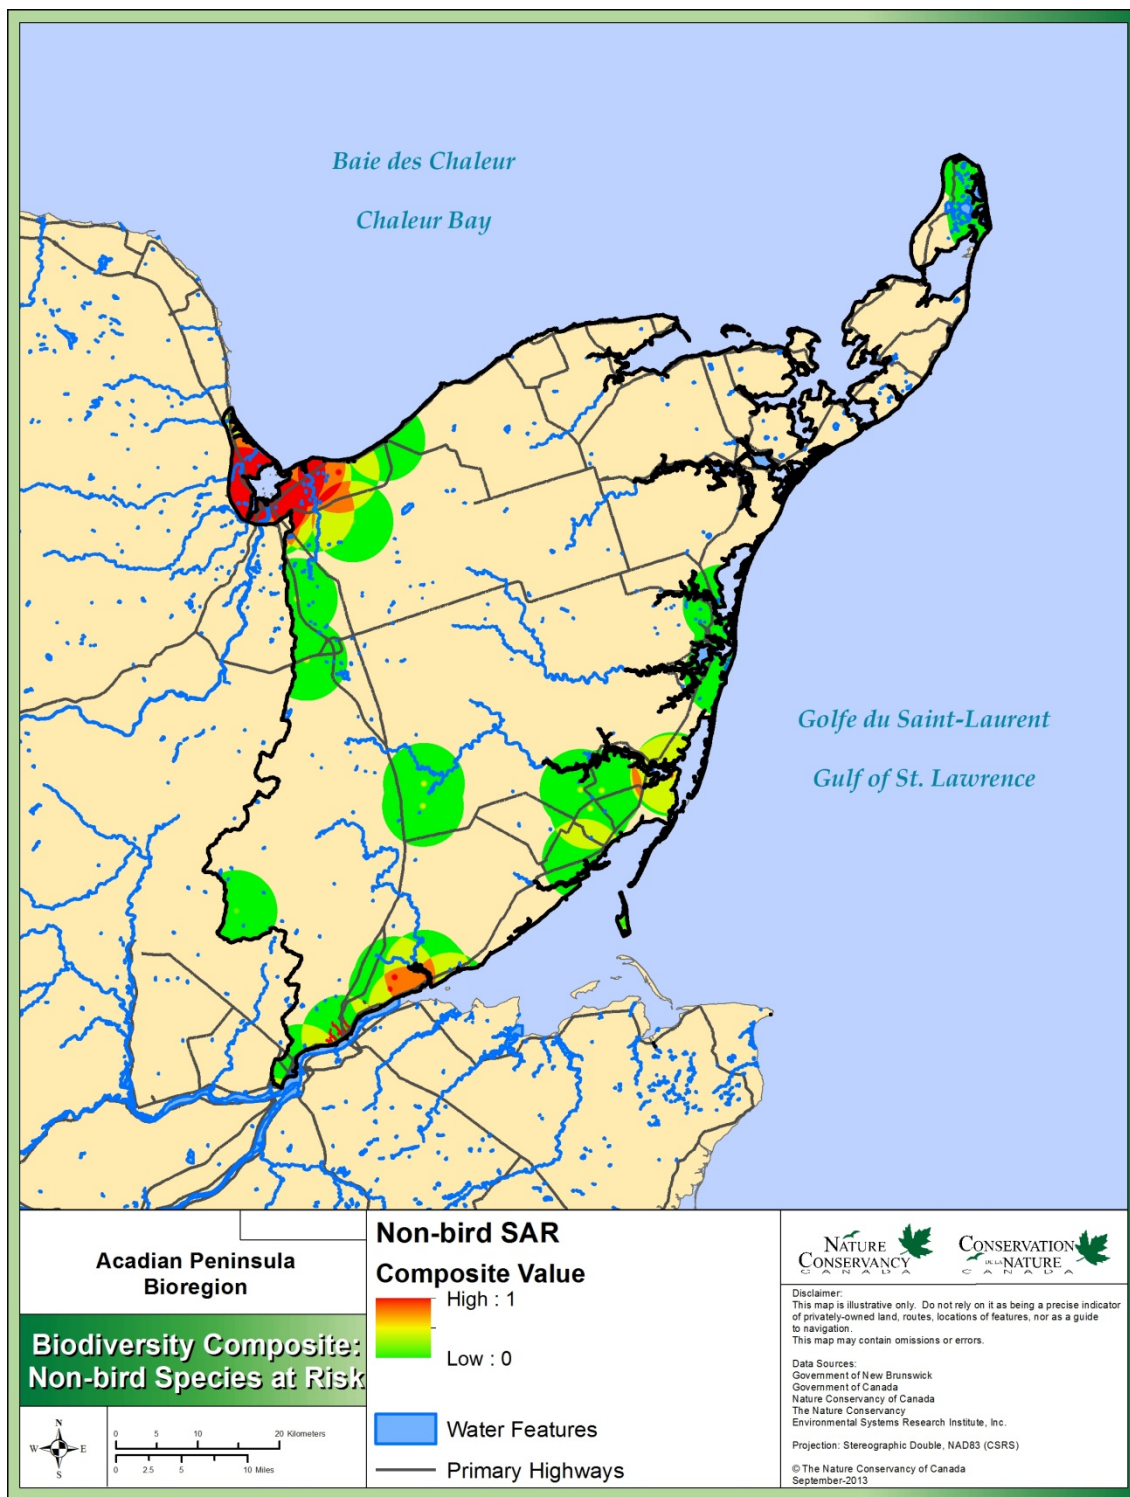 Baie des Chaleur
Chaleur Bay
Golfe du Saint-Laurent
Gulf of St. Lawrence
Acadian Peninsula
Bioregion
Biodiversity Composite:
Non-bird Species at Risk
N
W E
S
0 5 10 20 Kilometers
0 2.5 5 10 Miles
Non-bird SAR
Composite Value
High : 1
Low : 0
Water Features
Primary Highways
NATURE
CONSERVANCY
CANADA
CONSERVATION
DE LA NATURE
CANADA
Disclaimer:
This map is illustrative only. Do not rely on it as being a precise indicator
of privately-owned land, routes, locations of features, nor as a guide
to navigation.
This map may contain omissions or errors.
Data Sources:
Government of New Brunswick
Government of Canada
Nature Conservancy of Canada
The Nature Conservancy
Environmental Systems Research Institute, Inc.
Projection: Stereographic Double, NAD83 (CSRS)
© The Nature Conservancy of Canada
September-2013